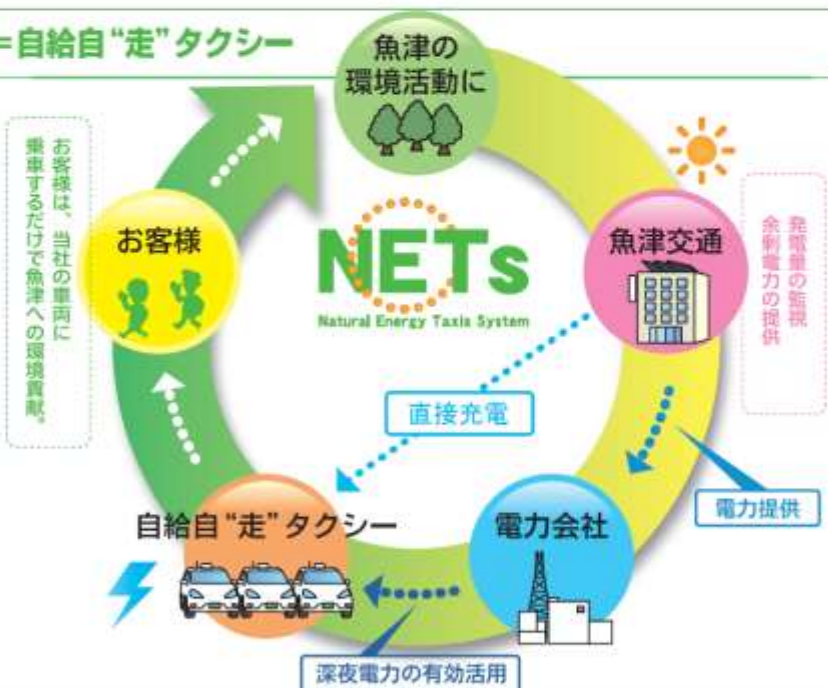 =自給自“走”タクシー
魚津の
環境活動に
お客様は、当社の車両に
乗車するだけで魚津への環境貢献。
お客様
NETs
Natural Energy Taxis System
魚津交通
発電量の監視
余剰電力の提供
直接充電
電力提供
自給自“走”タクシー
電力会社
深夜電力の有効活用